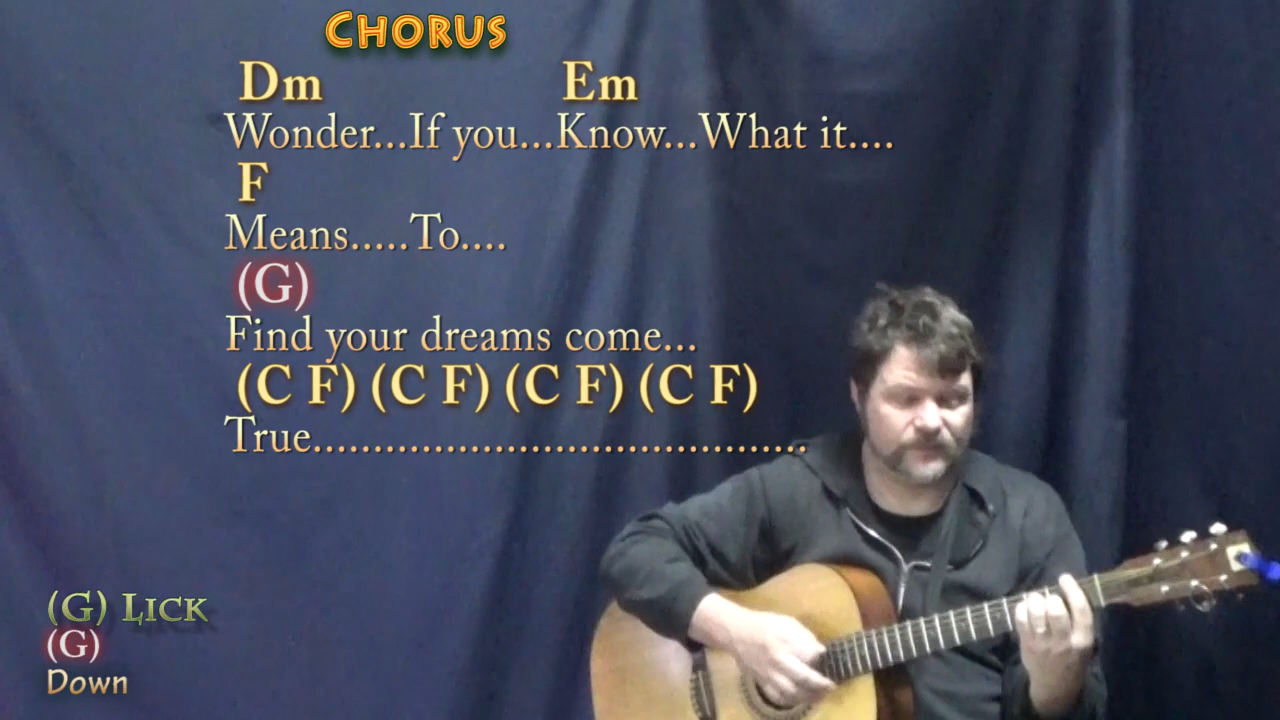 CHORUS
Dm Em
Wonder...If you...Know...What it....
F
Means.....To....
(G)
Find your dreams come...
(C F) (C F) (C F) (C F)
True.........................................
(G) LICK
(G)
Down